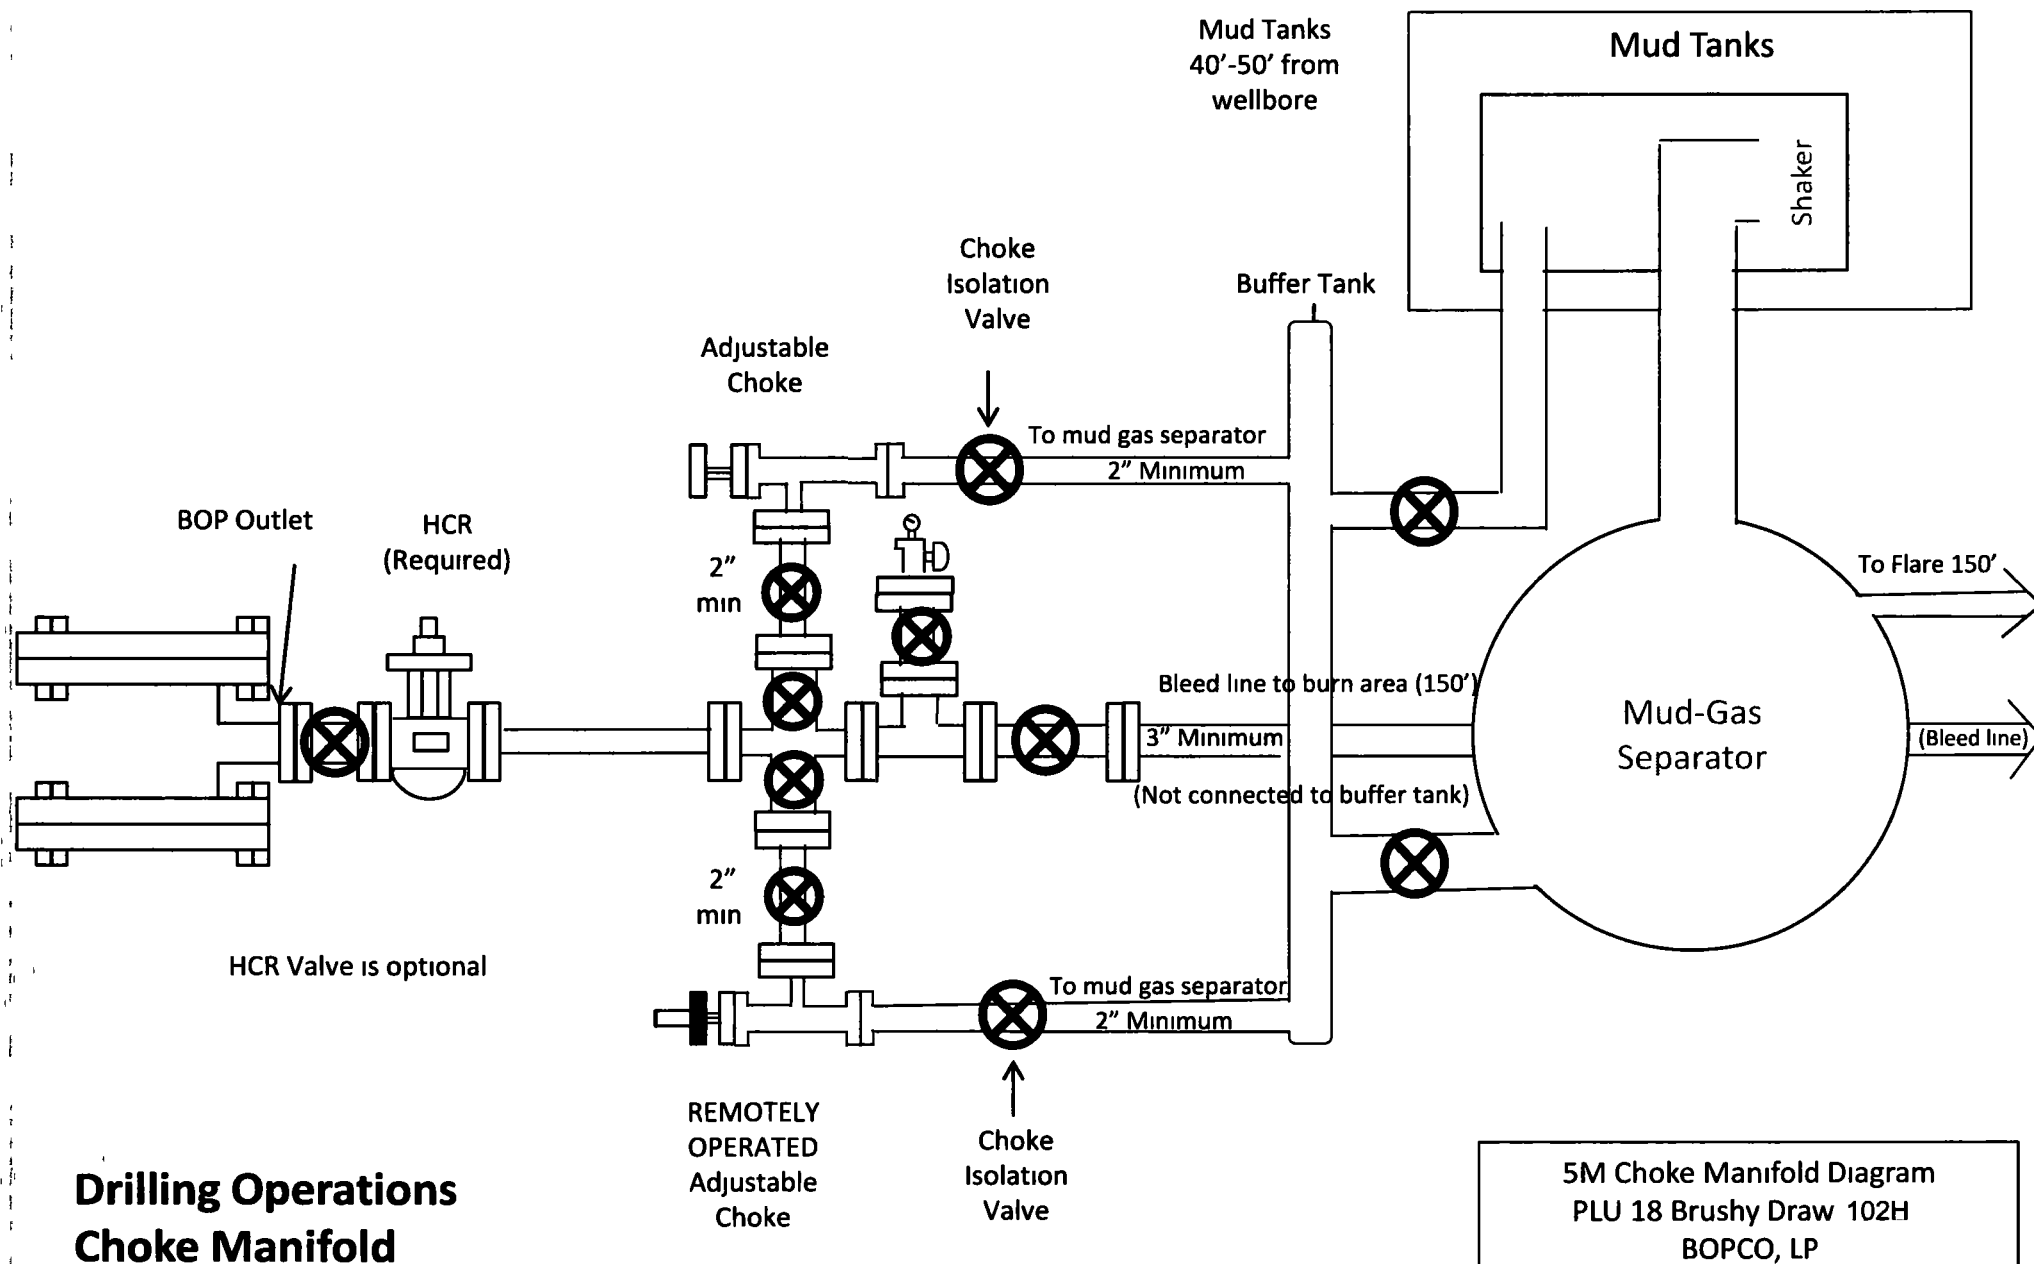 Mud Tanks
40’-50’ from
wellbore
Mud Tanks
Shaker
Choke
Isolation
Valve
Buffer Tank
Adjustable
Choke
To mud gas separator
2” Minimum
BOP Outlet
HCR
(Required)
2”
min
To Flare 150’
Bleed line to burn area (150’)
3” Minimum
(Not connected to buffer tank)
Mud-Gas
Separator
(Bleed line)
2”
min
HCR Valve is optional
To mud gas separator
2” Minimum
REMOTELY
OPERATED
Adjustable
Choke
Choke
Isolation
Valve
Drilling Operations
Choke Manifold
5M Choke Manifold Diagram
PLU 18 Brushy Draw 102H
BOPCO, LP